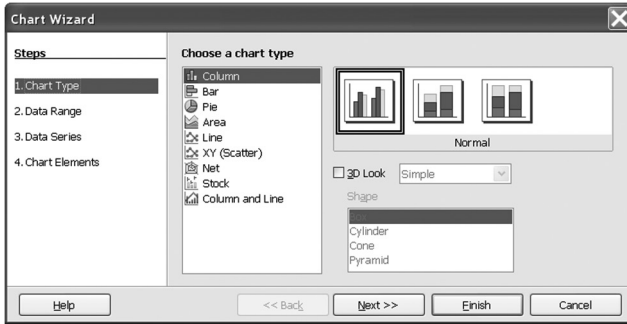 Chart Wizard
Steps
1. Chart Type
2. Data Range
3. Data Series
4. Chart Elements
Choose a chart type
Column
Bar
Pie
Area
Line
XY (Scatter)
Net
Stock
Column and Line
Normal
3D Look
Simple
Shape
Box
Cylinder
Cone
Pyramid
Help
<< Back
Next >>
Finish
Cancel